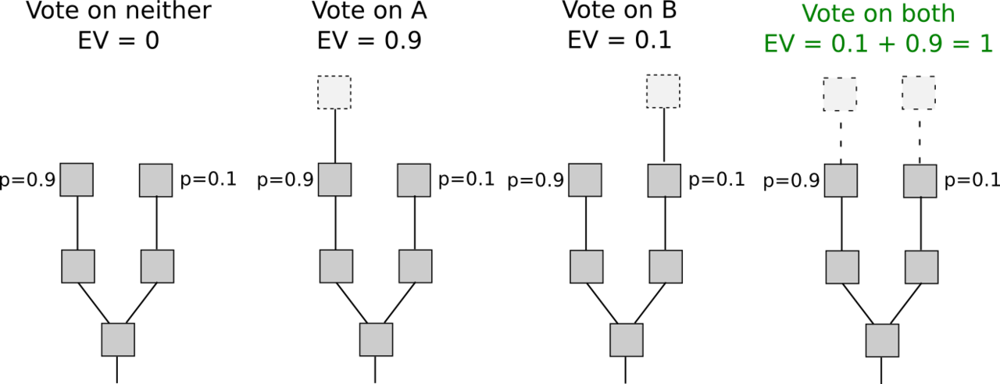 Vote on neither
EV = 0
Vote on A
EV = 0.9
Vote on B
EV = 0.1
Vote on both
EV = 0.1 + 0.9 = 1
p=0.9
p=0.1
p=0.9
p=0.1
p=0.9
p=0.1
p=0.9
p=0.1